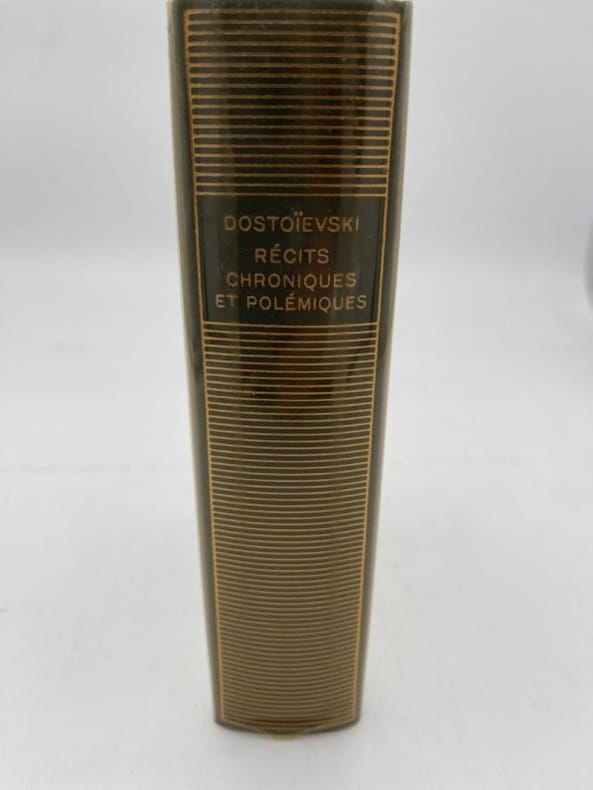 DOSTOÏEVSKI
RÉCITS
CHRONIQUES
ET POLÉMIQUES